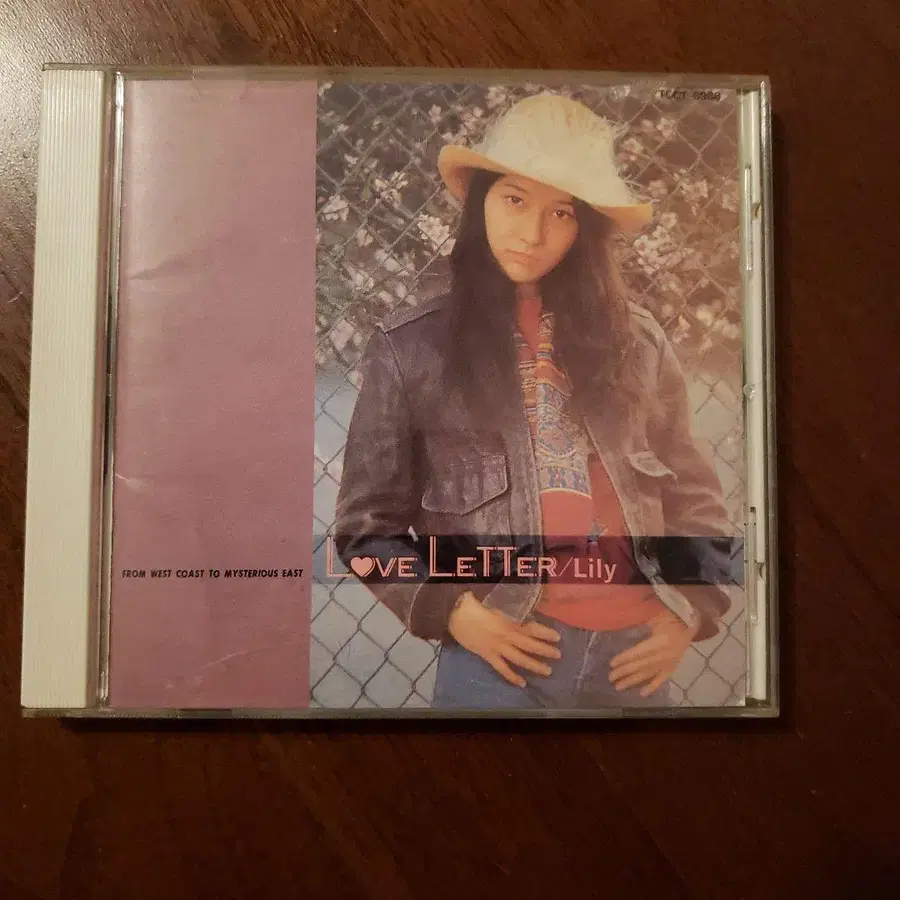 FROM WEST COAST TO MYSTERIOUS EAST
LOVE LETTER/Lily